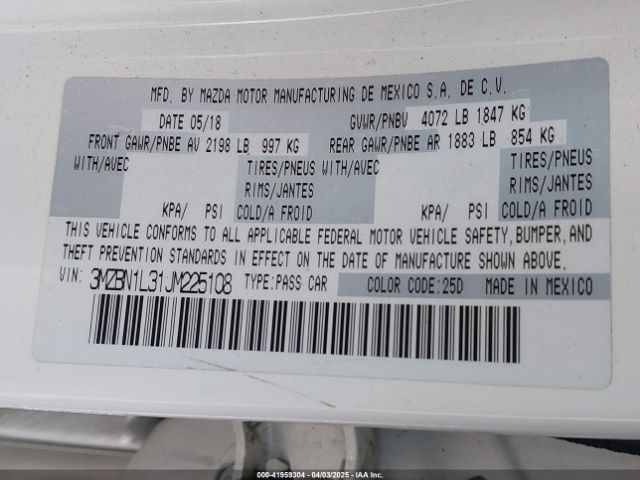 MFD. BY MAZDA MOTOR MANUFACTURING DE MEXICO S.A. DE C.V.
DATE 05/18 GVWR/PNBV 4072 LB 1847 KG
FRONT GAWR/PNBE AV 2198 LB 997 KG REAR GAWR/PNBE AR 1883 LB 854 KG
WITH/AVEC TIRES/PNEUS WITH/AVEC TIRES/PNEUS
RIMS/JANTES RIMS/JANTES
KPA/ PSI COLD/A FROID KPA/ PSI COLD/A FROID
THIS VEHICLE CONFORMS TO ALL APPLICABLE FEDERAL MOTOR VEHICLE SAFETY, BUMPER, AND
THEFT PREVENTION STANDARDS IN EFFECT ON THE DATE OF MANUFACTURE SHOWN ABOVE.
VIN: 3MZBN1L31JM225108 TYPE:PASS CAR COLOR CODE:25D MADE IN MEXICO
000-41959304 - 04/03/2025 - IAAI.COM